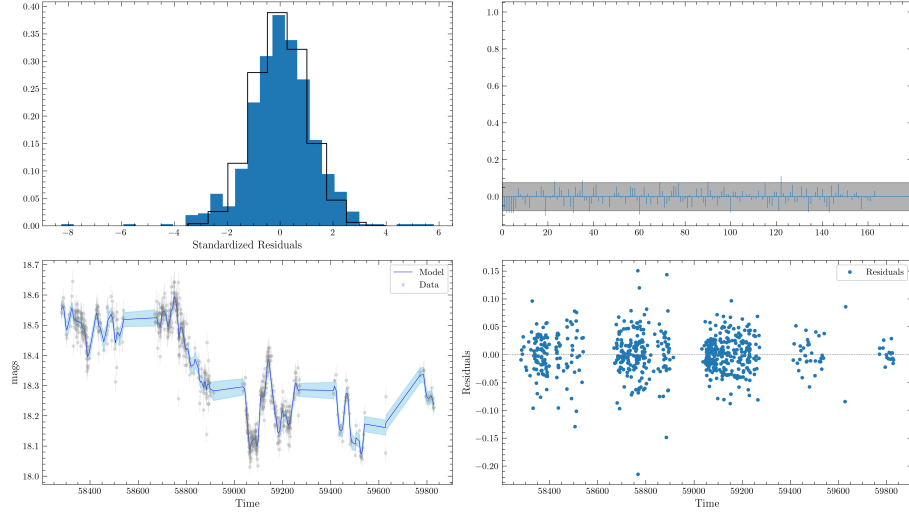 0.40
0.35
0.30
0.25
0.20
0.15
0.10
0.05
0.00
−8 −6 −4 −2 0 2 4 6
Standardized Residuals
1.0
0.8
0.6
0.4
0.2
0.0
0 20 40 60 80 100 120 140 160
18.7
18.6
18.5
18.4
18.3
18.2
18.1
18.0
mags
Model
Data
58400 58600 58800 59000 59200 59400 59600 59800
Time
0.15
0.10
0.05
0.00
−0.05
−0.10
−0.15
−0.20
Residuals
Residuals
58400 58600 58800 59000 59200 59400 59600 59800
Time